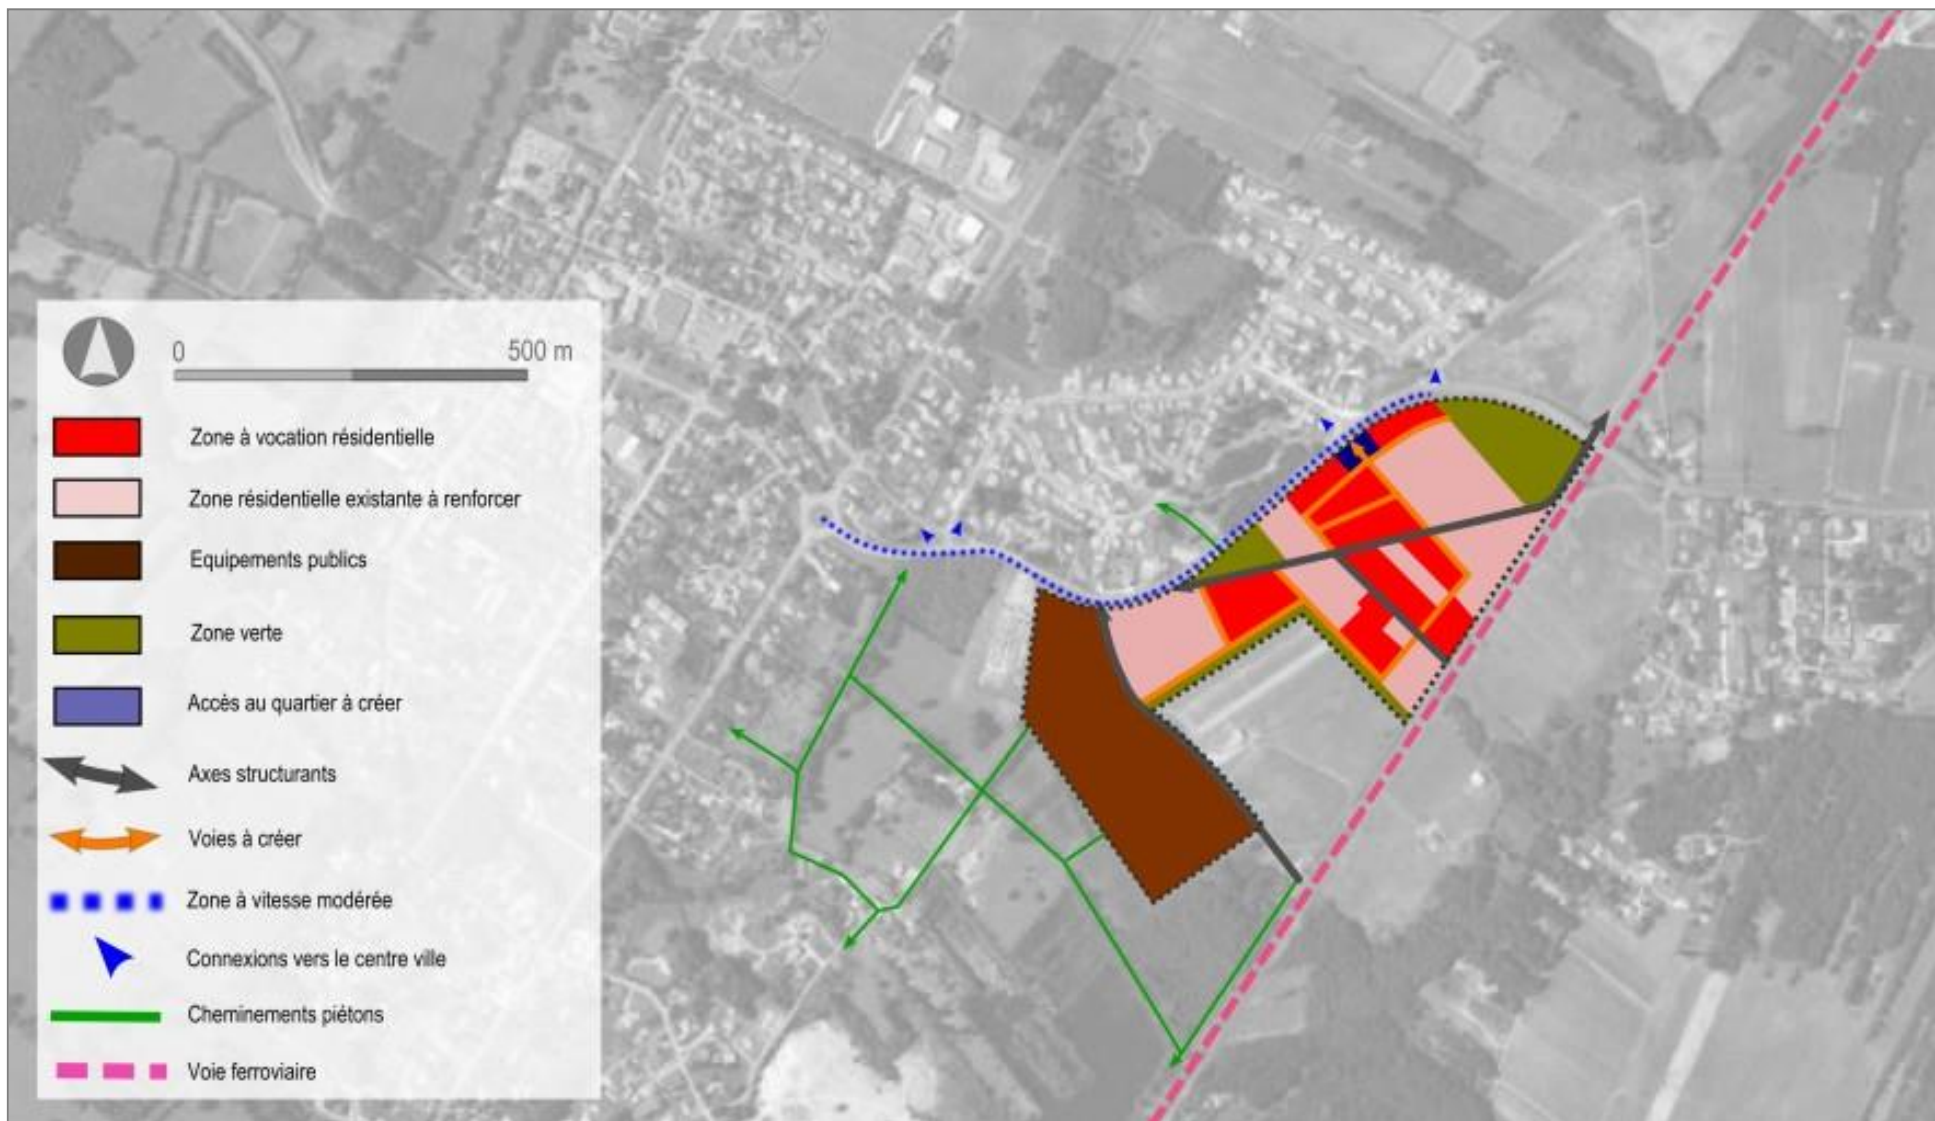 0 500 m
Zone à vocation résidentielle
Zone résidentielle existante à renforcer
Equipements publics
Zone verte
Accès au quartier à créer
Axes structurants
Voies à créer
Zone à vitesse modérée
Connexions vers le centre ville
Cheminements piétons
Voie ferroviaire